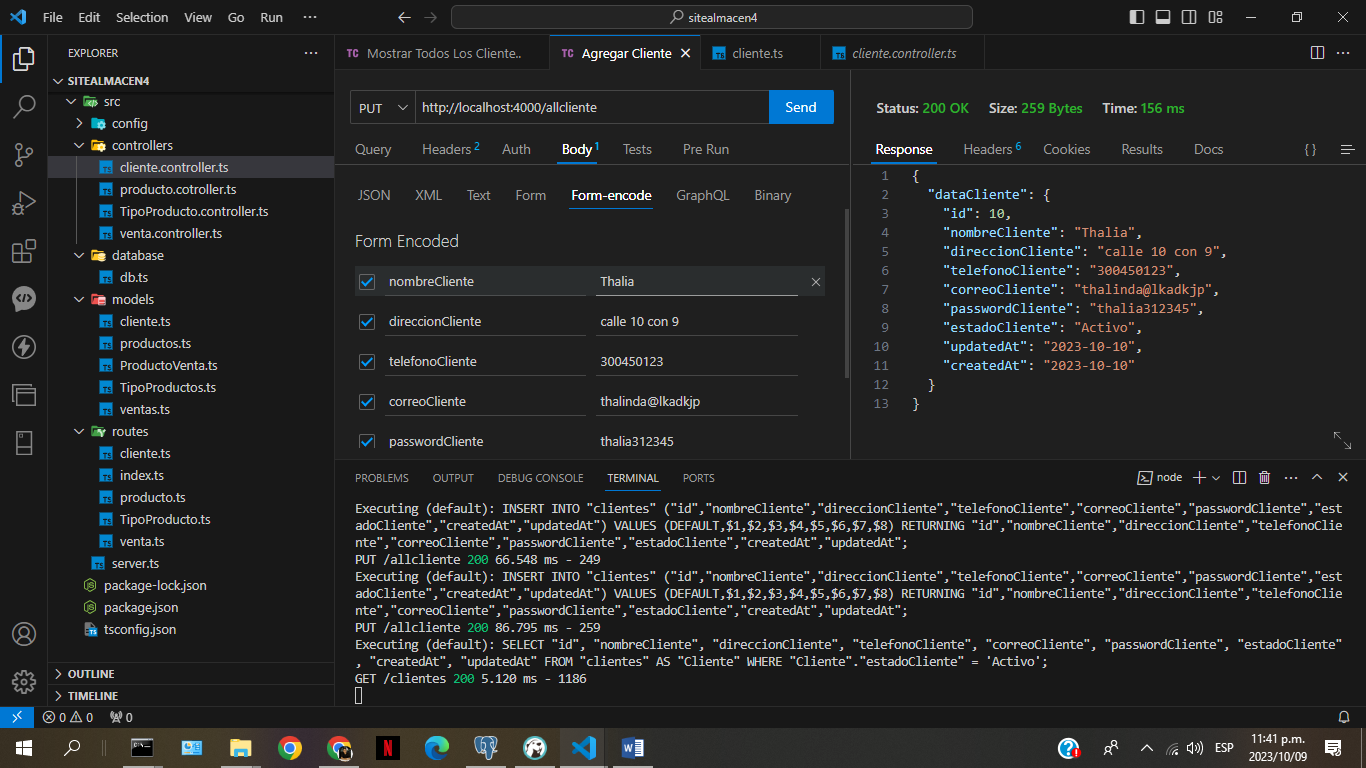 File Edit Selection View Go Run ··· sitealmacen4
EXPLORER ···
SITEALMACEN4
src
config
controllers
cliente.controller.ts
producto.cotroller.ts
TipoProducto.controller.ts
venta.controller.ts
database
db.ts
models
cliente.ts
productos.ts
ProductoVenta.ts
TipoProductos.ts
ventas.ts
routes
cliente.ts
index.ts
producto.ts
TipoProducto.ts
venta.ts
server.ts
package-lock.json
package.json
tsconfig.json
OUTLINE
TIMELINE
TC Mostrar Todos Los Cliente.. TC Agregar Cliente TS cliente.ts TS cliente.controller.ts
PUT http://localhost:4000/allcliente Send
Query Headers 2 Auth Body 1 Tests Pre Run
JSON XML Text Form Form-encode GraphQL Binary
Form Encoded
nombreCliente Thalia
direccionCliente calle 10 con 9
telefonoCliente 300450123
correoCliente thalinda@lkadkjp
passwordCliente thalia312345
Status: 200 OK Size: 259 Bytes Time: 156 ms
Response Headers 6 Cookies Results Docs { }
1 {
2 "dataCliente": {
3 "id": 10,
4 "nombreCliente": "Thalia",
5 "direccionCliente": "calle 10 con 9",
6 "telefonoCliente": "300450123",
7 "correoCliente": "thalinda@lkadkjp",
8 "passwordCliente": "thalia312345",
9 "estadoCliente": "Activo",
10 "updatedAt": "2023-10-10",
11 "createdAt": "2023-10-10"
12 }
13 }
PROBLEMS OUTPUT DEBUG CONSOLE TERMINAL PORTS node
Executing (default): INSERT INTO "clientes" ("id","nombreCliente","direccionCliente","telefonoCliente","correoCliente","passwordCliente","est
adoCliente","createdAt","updatedAt") VALUES (DEFAULT,$1,$2,$3,$4,$5,$6,$7,$8) RETURNING "id","nombreCliente","direccionCliente","telefonoClie
nte","correoCliente","passwordCliente","estadoCliente","createdAt","updatedAt";
PUT /allcliente 200 66.548 ms - 249
Executing (default): INSERT INTO "clientes" ("id","nombreCliente","direccionCliente","telefonoCliente","correoCliente","passwordCliente","est
adoCliente","createdAt","updatedAt") VALUES (DEFAULT,$1,$2,$3,$4,$5,$6,$7,$8) RETURNING "id","nombreCliente","direccionCliente","telefonoClie
nte","correoCliente","passwordCliente","estadoCliente","createdAt","updatedAt";
PUT /allcliente 200 86.795 ms - 259
Executing (default): SELECT "id", "nombreCliente", "direccionCliente", "telefonoCliente", "correoCliente", "passwordCliente", "estadoCliente"
, "createdAt", "updatedAt" FROM "clientes" AS "Cliente" WHERE "Cliente"."estadoCliente" = 'Activo';
GET /clientes 200 5.120 ms - 1186
0 0 0
ESP 11:41 p.m.
2023/10/09